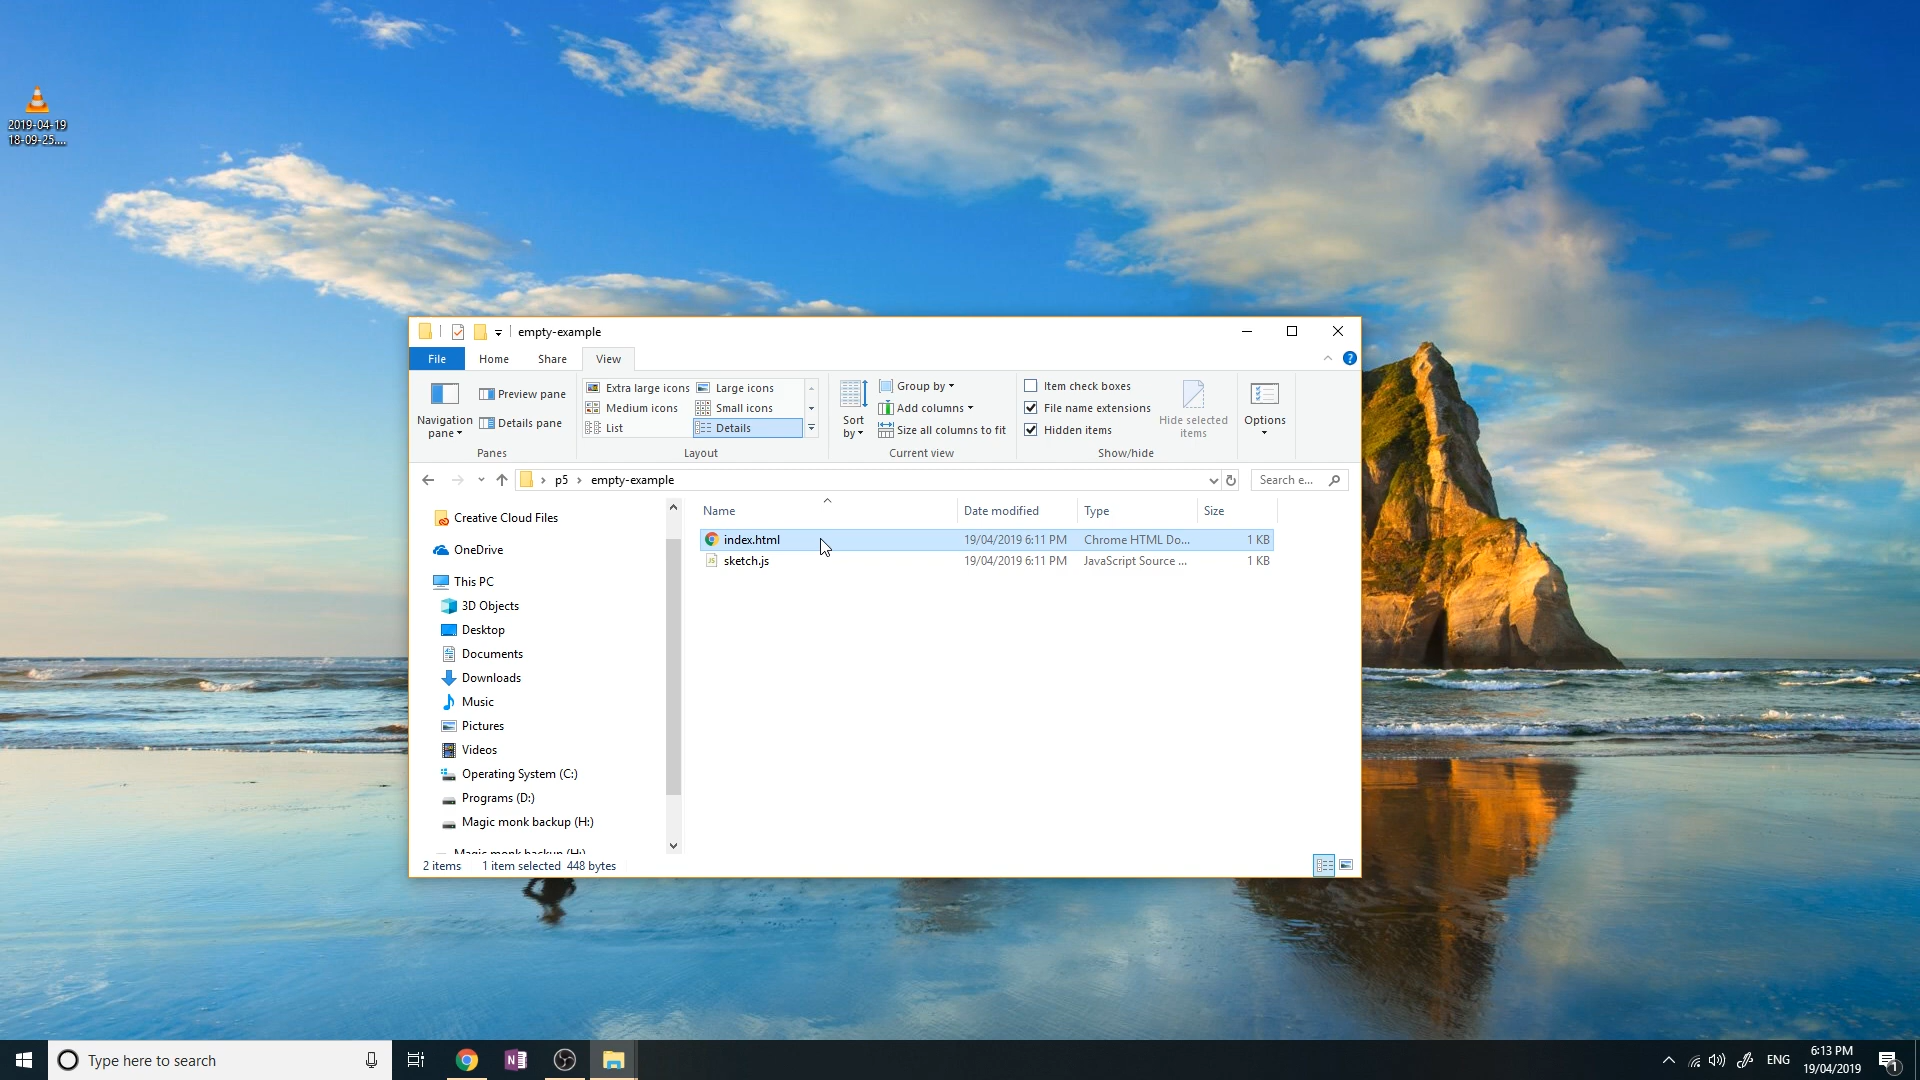 2019-04-19
18-09-25....
empty-example
File
Home
Share
View
Navigation
pane
Preview pane
Details pane
Panes
Extra large icons
Large icons
Medium icons
Small icons
List
Details
Layout
Sort
by
Group by
Add columns
Size all columns to fit
Current view
Item check boxes
File name extensions
Hidden items
Hide selected
items
Show/hide
Options
p5 > empty-example
Search e...
Name
Date modified
Type
Size
index.html
19/04/2019 6:11 PM
Chrome HTML Do...
1 KB
sketch.js
19/04/2019 6:11 PM
JavaScript Source ...
1 KB
Creative Cloud Files
OneDrive
This PC
3D Objects
Desktop
Documents
Downloads
Music
Pictures
Videos
Operating System (C:)
Programs (D:)
Magic monk backup (H:)
Magic monk backup (H:)
2 items
1 item selected 448 bytes
Type here to search
ENG
6:13 PM
19/04/2019
1